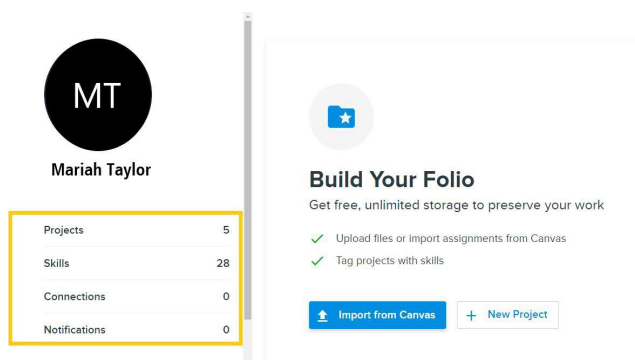 MT
Mariah Taylor
Projects 5
Skills 28
Connections 0
Notifications 0
Build Your Folio
Get free, unlimited storage to preserve your work
Upload files or import assignments from Canvas
Tag projects with skills
Import from Canvas
+ New Project